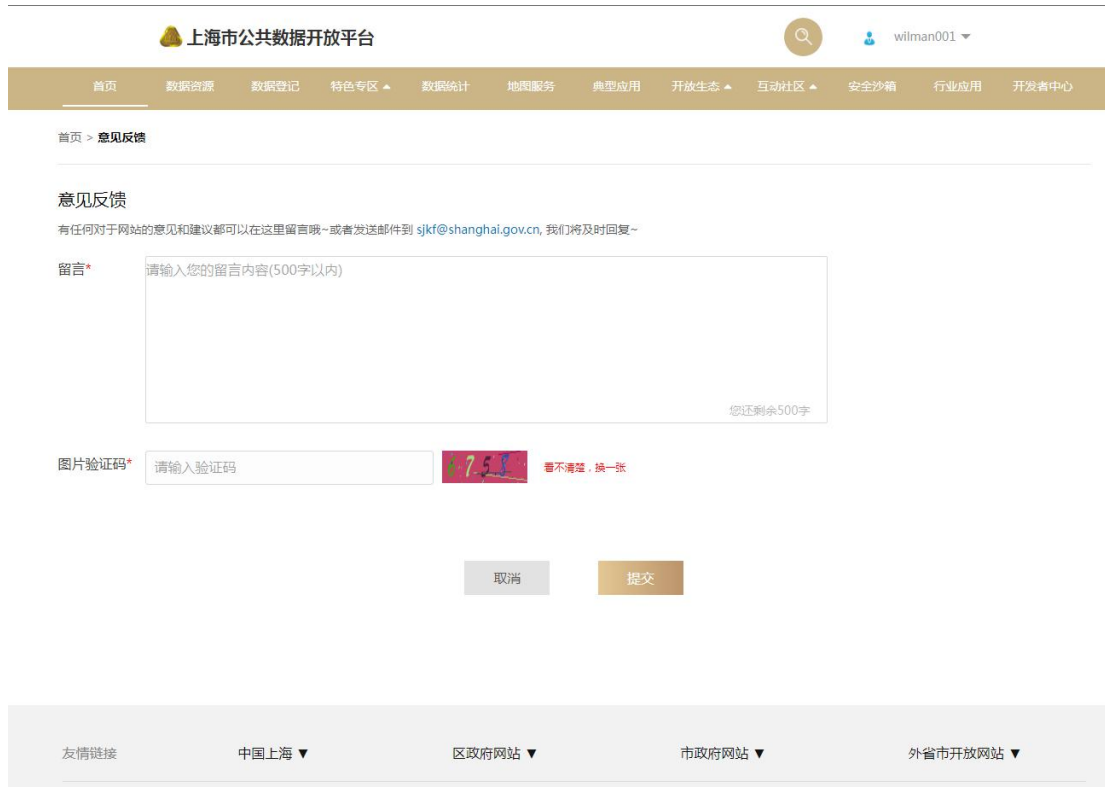 上海市公共数据开放平台
wilman001
首页 数据资源 数据登记 特色专区 数据统计 地图服务 典型应用 开放生态 互动社区 安全沙箱 行业应用 开发者中心
首页 > 意见反馈
意见反馈
有任何对于网站的意见和建议都可以在这里留言哦~或者发送邮件到 sjkf@shanghai.gov.cn, 我们将及时回复~
留言*
请输入您的留言内容(500字以内)
您还剩余500字
图片验证码* 请输入验证码 看不清楚，换一张
取消 提交
友情链接 中国上海 ▼ 区政府网站 ▼ 市政府网站 ▼ 外省市开放网站 ▼